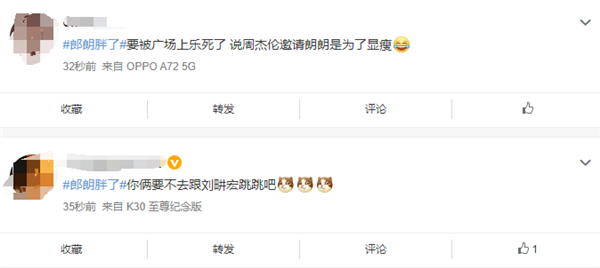 #郎朗胖了#要被广场上乐死了 说周杰伦邀请朗朗是为了显瘦
32秒前 来自 OPPO A72 5G
收藏 转发 评论
#郎朗胖了#你俩要不去跟刘畊宏跳跳吧
35秒前 来自 K30 至尊纪念版
收藏 转发 评论 1